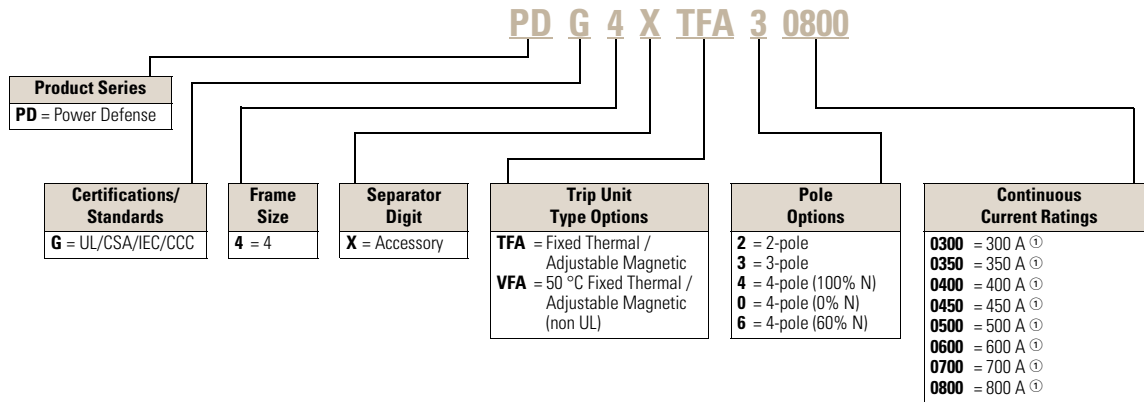 PD G 4 X TFA 3 0800
Product Series
PD = Power Defense
Certifications/
Standards
G = UL/CSA/IEC/CCC
Frame
Size
4 = 4
Separator
Digit
X = Accessory
Trip Unit
Type Options
TFA = Fixed Thermal /
Adjustable Magnetic
VFA = 50 °C Fixed Thermal /
Adjustable Magnetic
(non UL)
Pole
Options
2 = 2-pole
3 = 3-pole
4 = 4-pole (100% N)
0 = 4-pole (0% N)
6 = 4-pole (60% N)
Continuous
Current Ratings
0300 = 300 A ①
0350 = 350 A ①
0400 = 400 A ①
0450 = 450 A ①
0500 = 500 A ①
0600 = 600 A ①
0700 = 700 A ①
0800 = 800 A ①